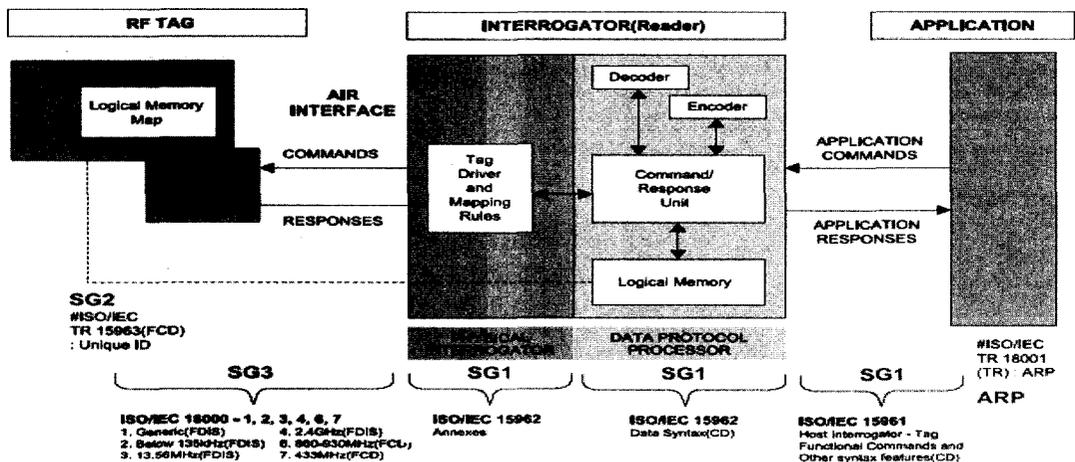 RF TAG
INTERROGATOR(Reader)
APPLICATION
Logical Memory
Map
AIR
INTERFACE
COMMANDS
RESPONSES
Tag
Driver
and
Mapping
Rules
Decoder
Encoder
Command/
Response
Unit
Logical Memory
APPLICATION
COMMANDS
APPLICATION
RESPONSES
SG2
#ISO/IEC
TR 15963(FCD)
: Unique ID
DATA PROTOCOL
PROCESSOR
#ISO/IEC
TR 18001
(TR) : ARP
ARP
SG3
SG1
SG1
SG1
ISO/IEC 18000 - 1, 2, 3, 4, 6, 7
1. Generic(FDIS)
2. Below 135kHz(FDIS)
3. 13.56MHz(FDIS)
4. 2.4GHz(FDIS)
6. 860-930MHz(FCD)
7. 433MHz(FCD)
ISO/IEC 15962
Annexes
ISO/IEC 15962
Data Syntax(CD)
ISO/IEC 15961
Host Interrogator - Tag
Functional Commands and
Other syntax features(CD)